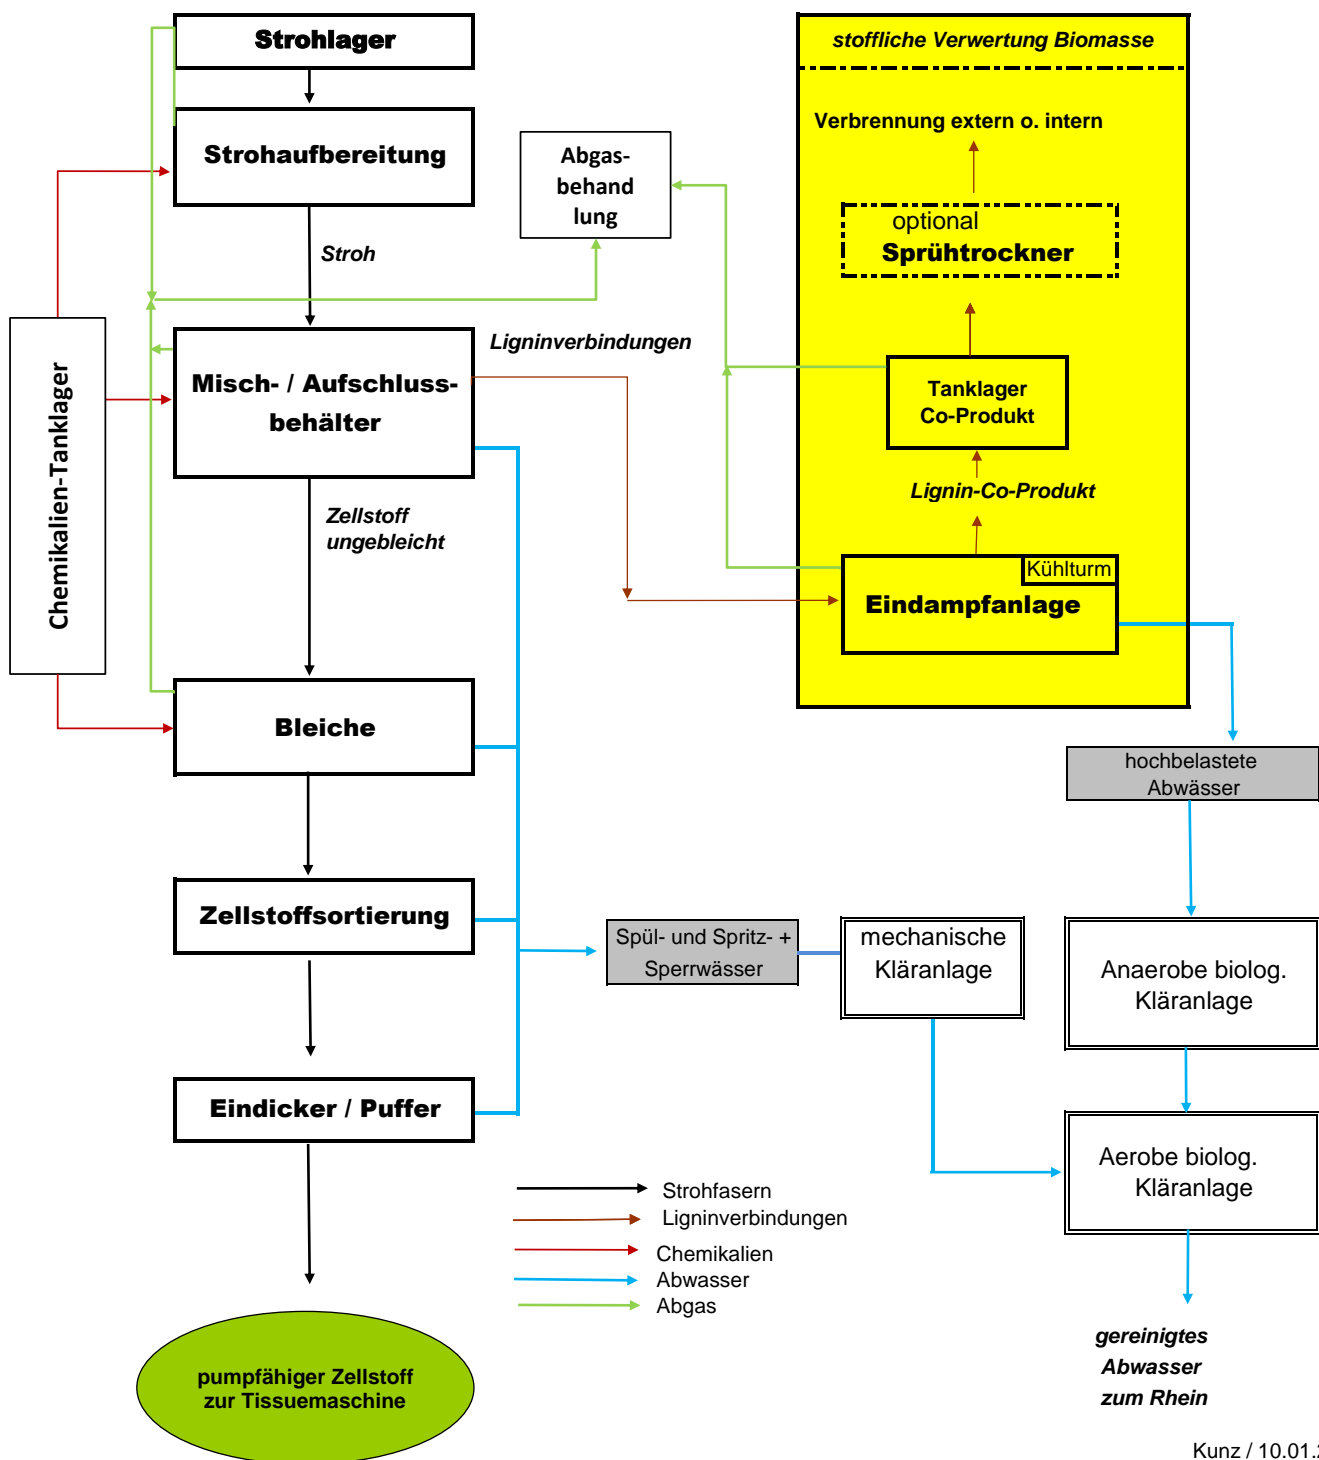 Strohlager
Strohaufbereitung
Stroh
Chemikalien-Tanklager
Misch- / Aufschluss-
behälter
Zellstoff
ungebleicht
Bleiche
Zellstoffsortierung
Eindicker / Puffer
pumpfähiger Zellstoff
zur Tissuemaschine
Abgas-
behand
lung
Ligninverbindungen
stoffliche Verwertung Biomasse
Verbrennung extern o. intern
optional
Sprühtrockner
Tanklager
Co-Produkt
Lignin-Co-Produkt
Kühlturm
Eindampfanlage
hochbelastete
Abwässer
Spül- und Spritz- +
Sperrwässer
mechanische
Kläranlage
Anaerobe biolog.
Kläranlage
Aerobe biolog.
Kläranlage
Strohfasern
Ligninverbindungen
Chemikalien
Abwasser
Abgas
gereinigtes
Abwasser
zum Rhein
Kunz / 10.01.2